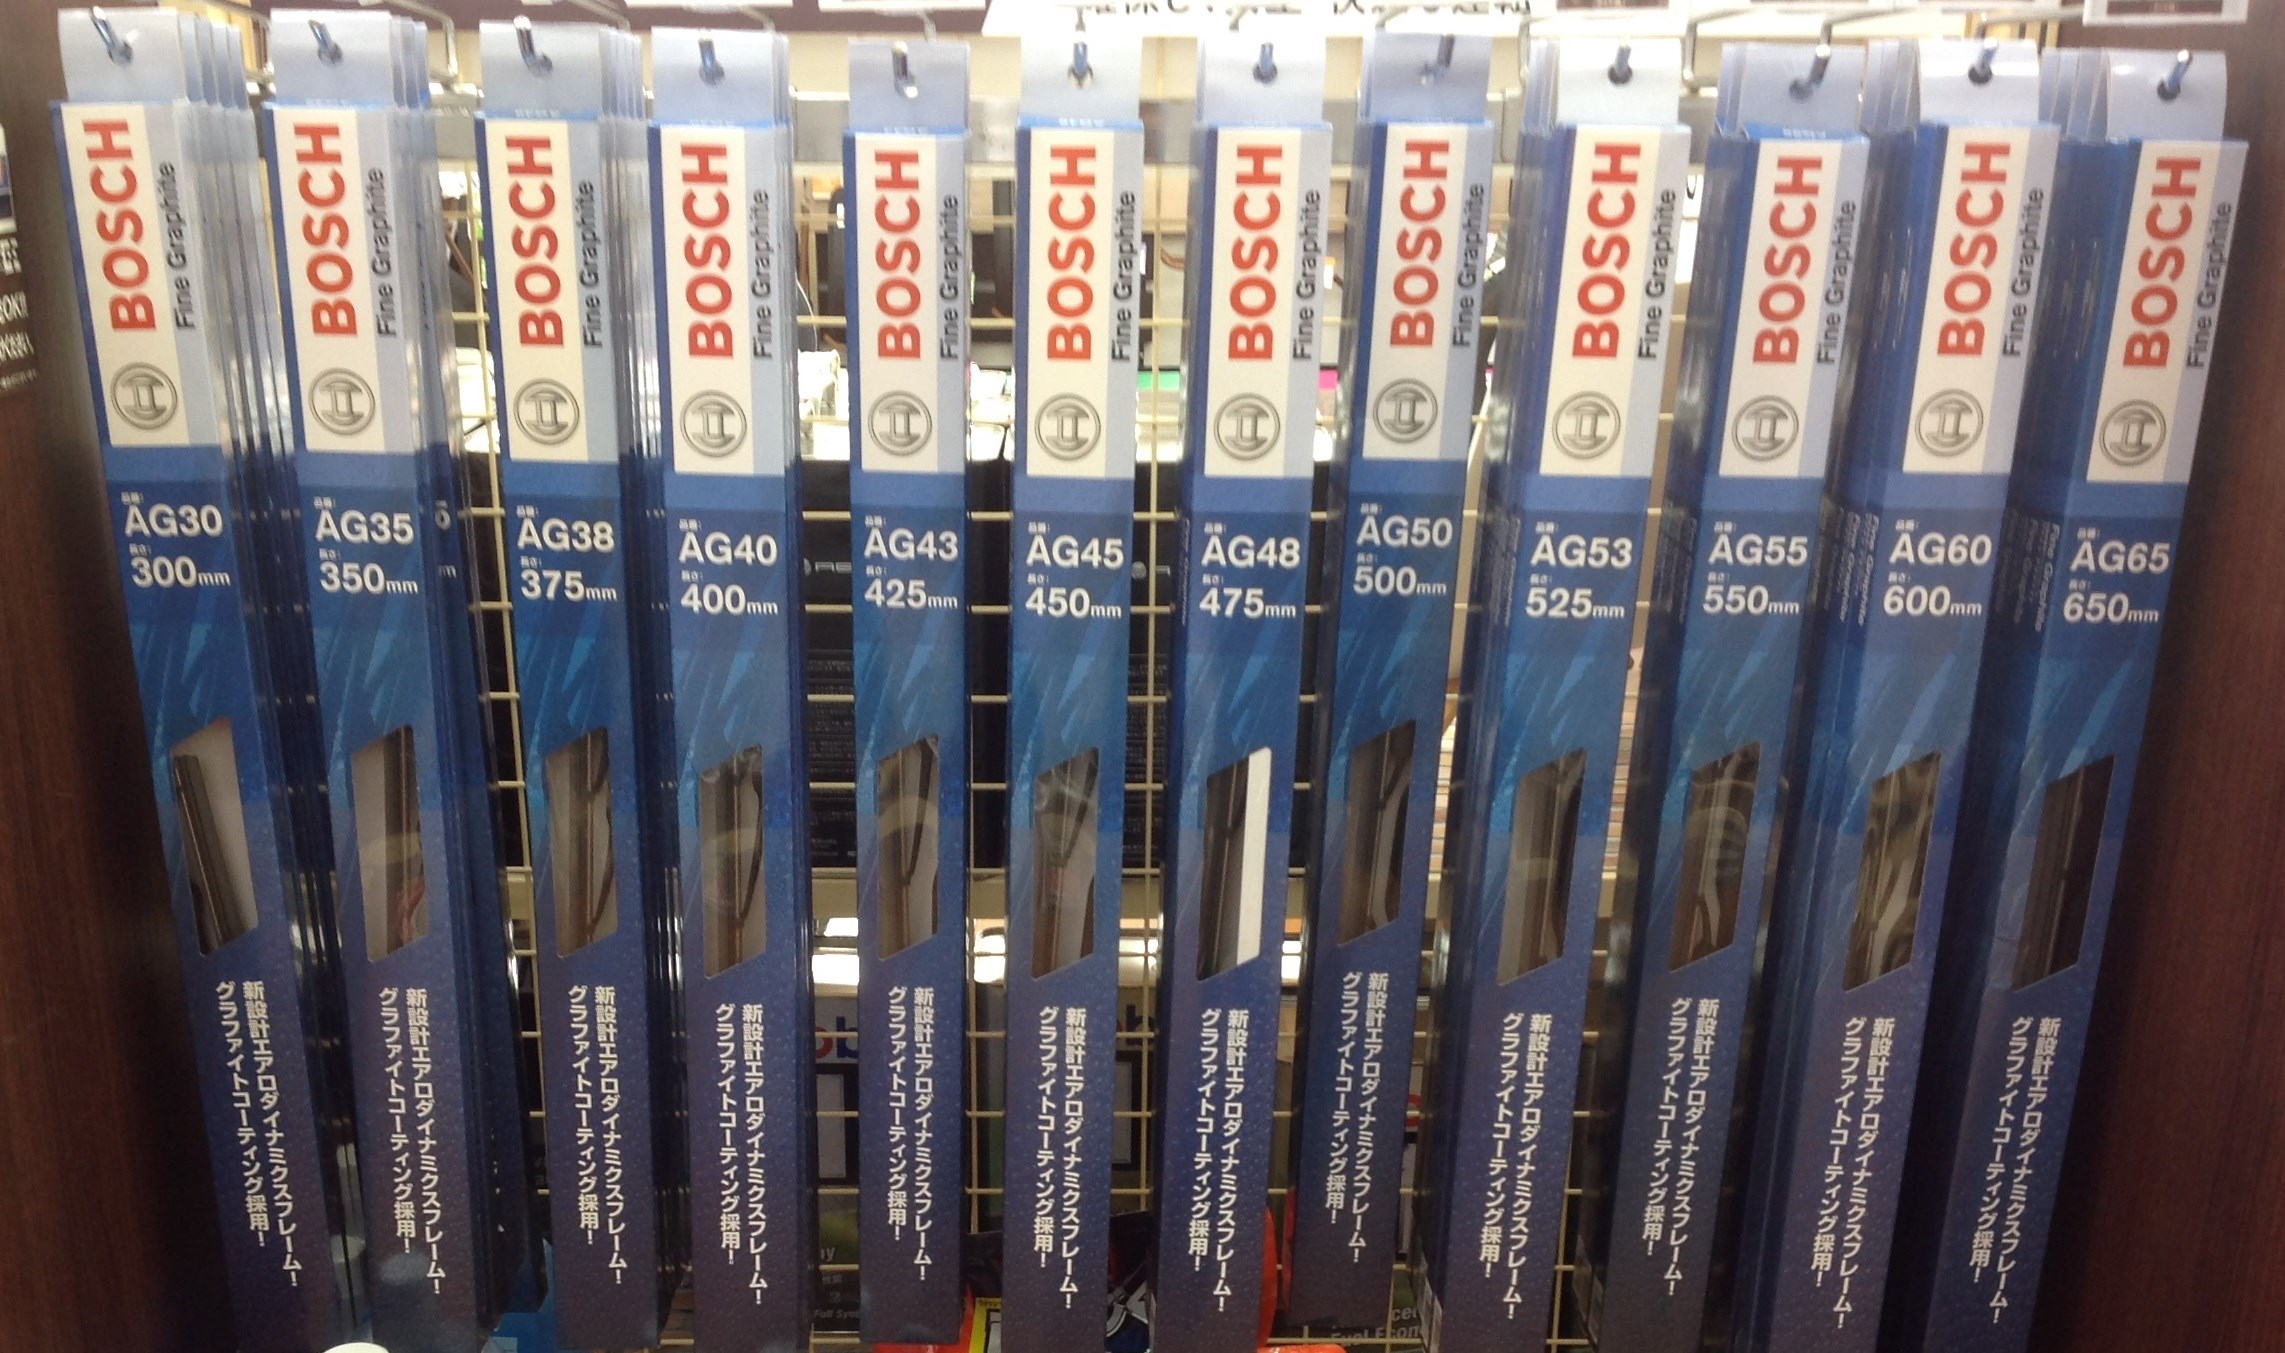 BOSCH
Fine Graphite
品番:
AG30
長さ:
300mm
新設計エアロダイナミクスフレーム!
グラファイトコーティング採用!
BOSCH
Fine Graphite
品番:
AG35
長さ:
350mm
新設計エアロダイナミクスフレーム!
グラファイトコーティング採用!
BOSCH
Fine Graphite
品番:
AG38
長さ:
375mm
新設計エアロダイナミクスフレーム!
グラファイトコーティング採用!
BOSCH
Fine Graphite
品番:
AG40
長さ:
400mm
新設計エアロダイナミクスフレーム!
グラファイトコーティング採用!
BOSCH
Fine Graphite
品番:
AG43
長さ:
425mm
新設計エアロダイナミクスフレーム!
グラファイトコーティング採用!
BOSCH
Fine Graphite
品番:
AG45
長さ:
450mm
新設計エアロダイナミクスフレーム!
グラファイトコーティング採用!
BOSCH
Fine Graphite
品番:
AG48
長さ:
475mm
新設計エアロダイナミクスフレーム!
グラファイトコーティング採用!
BOSCH
Fine Graphite
品番:
AG50
長さ:
500mm
新設計エアロダイナミクスフレーム!
グラファイトコーティング採用!
BOSCH
Fine Graphite
品番:
AG53
長さ:
525mm
新設計エアロダイナミクスフレーム!
グラファイトコーティング採用!
BOSCH
Fine Graphite
品番:
AG55
長さ:
550mm
新設計エアロダイナミクスフレーム!
グラファイトコーティング採用!
BOSCH
Fine Graphite
品番:
AG60
長さ:
600mm
新設計エアロダイナミクスフレーム!
グラファイトコーティング採用!
BOSCH
Fine Graphite
品番:
AG65
長さ:
650mm
新設計エアロダイナミクスフレーム!
グラファイトコーティング採用!